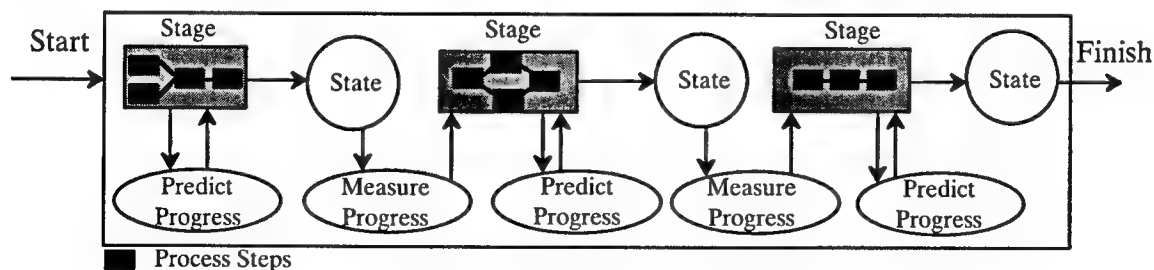 Start
Stage
Stage
Stage
Finish
State
State
State
Predict
Progress
Measure
Progress
Predict
Progress
Measure
Progress
Predict
Progress
Process Steps